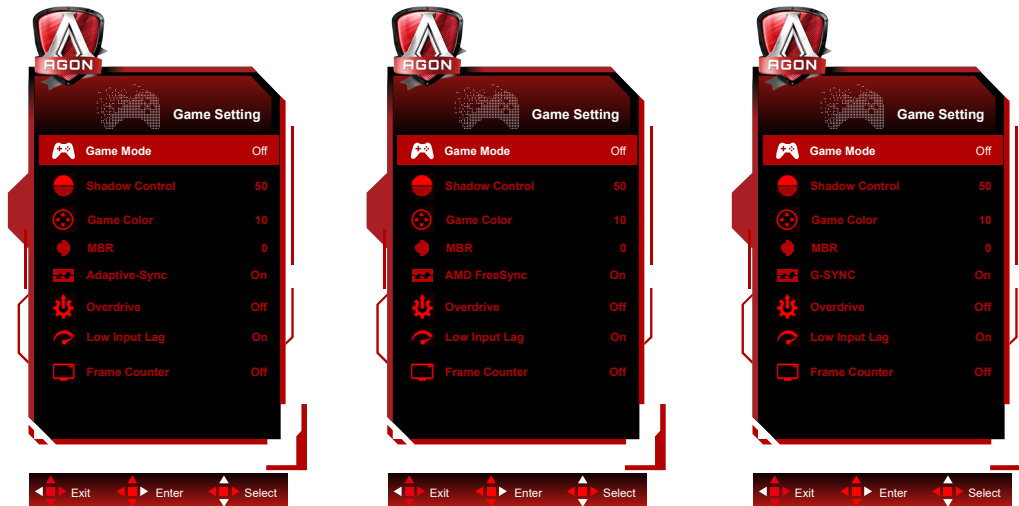 AGON
Game Setting
Game Mode Off
Shadow Control 50
Game Color 10
MBR 0
Adaptive-Sync On
Overdrive Off
Low Input Lag On
Frame Counter Off
Exit Enter Select
AGON
Game Setting
Game Mode Off
Shadow Control 50
Game Color 10
MBR 0
AMD FreeSync On
Overdrive Off
Low Input Lag On
Frame Counter Off
Exit Enter Select
AGON
Game Setting
Game Mode Off
Shadow Control 50
Game Color 10
MBR 0
G-SYNC On
Overdrive Off
Low Input Lag On
Frame Counter Off
Exit Enter Select